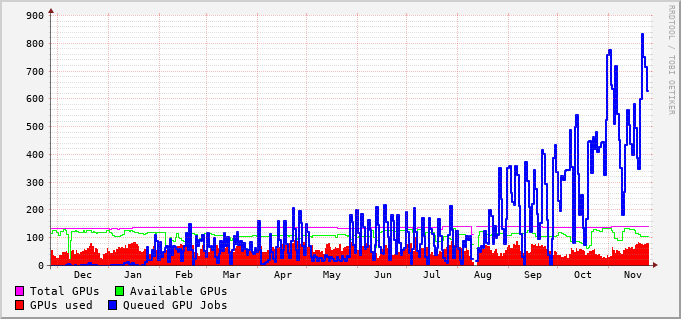 900
800
700
600
500
400
300
200
100
0
Dec Jan Feb Mar Apr May Jun Jul Aug Sep Oct Nov
Total GPUs Available GPUs
GPUs used Queued GPU Jobs
RRDTOOL / TOBI OETIKER